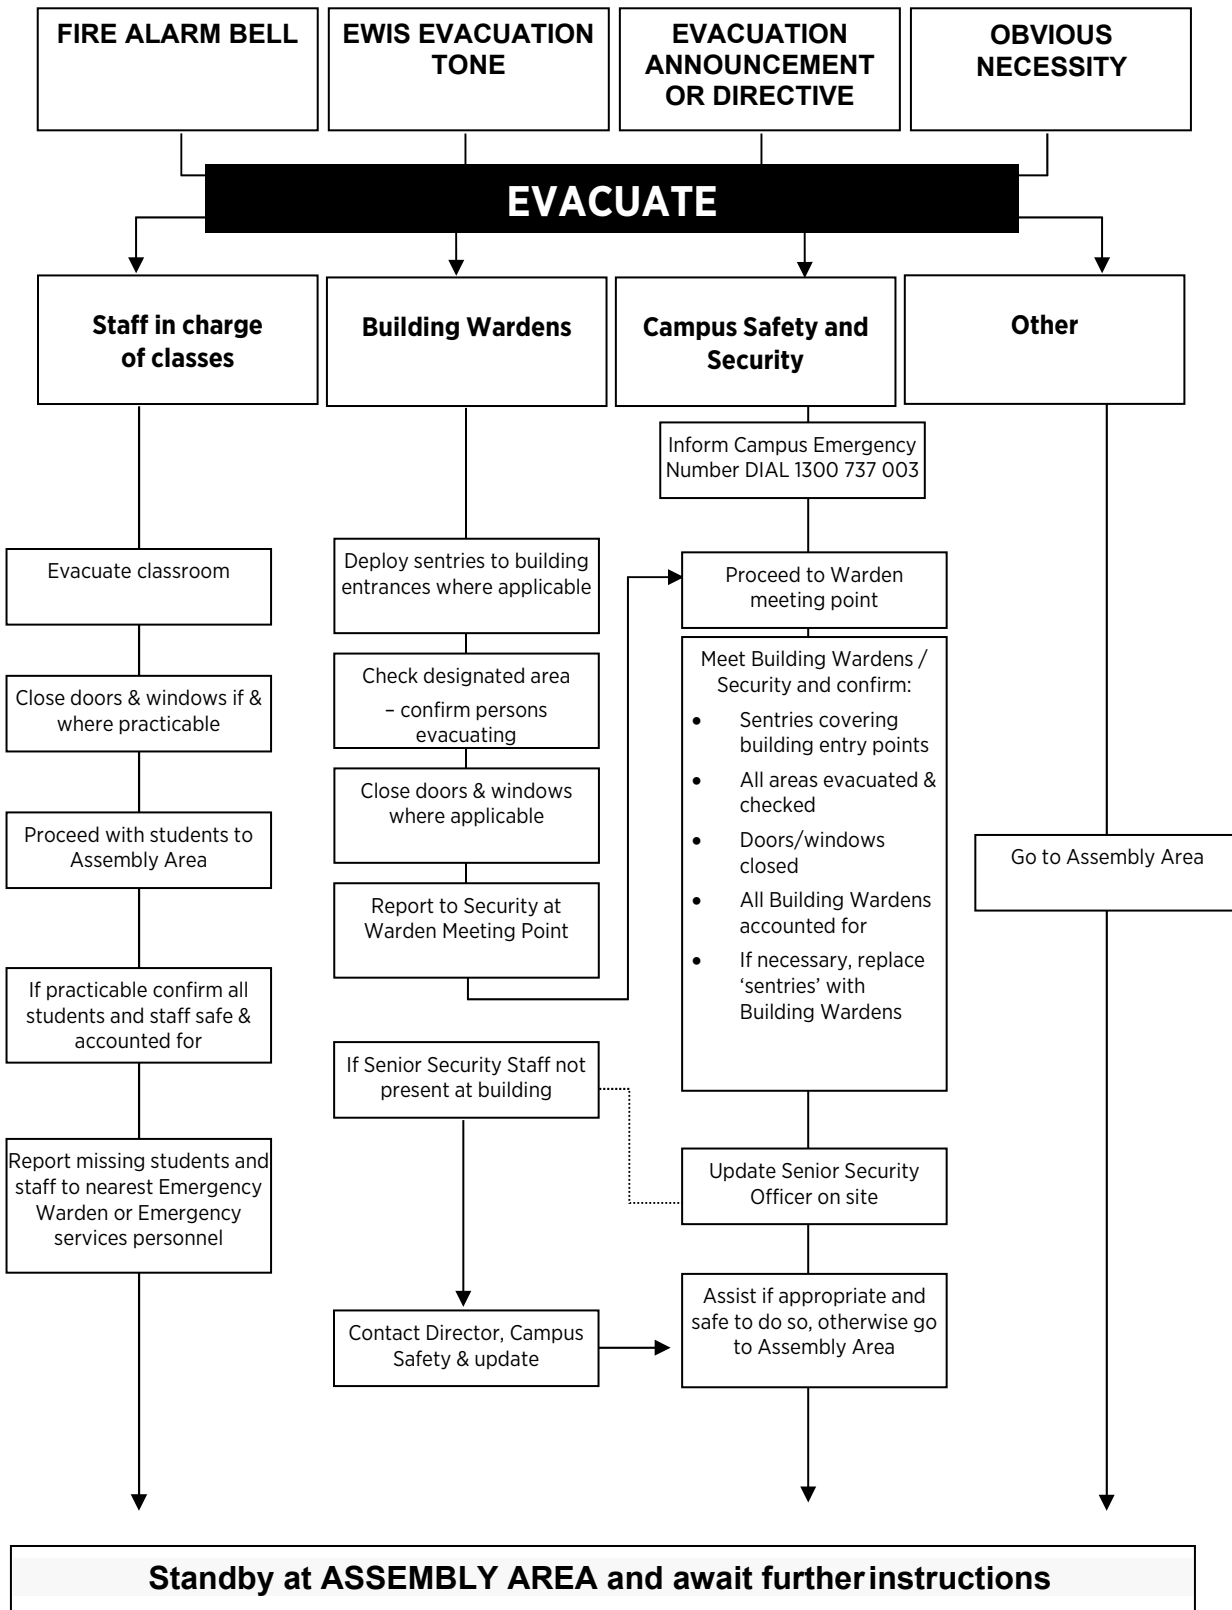 FIRE ALARM BELL
EWIS EVACUATION
TONE
EVACUATION
ANNOUNCEMENT
OR DIRECTIVE
OBVIOUS
NECESSITY
EVACUATE
Staff in charge
of classes
Building Wardens
Campus Safety and
Security
Other
Inform Campus Emergency
Number DIAL 1300 737 003
Evacuate classroom
Close doors & windows if &
where practicable
Proceed with students to
Assembly Area
If practicable confirm all
students and staff safe &
accounted for
Report missing students and
staff to nearest Emergency
Warden or Emergency
services personnel
Deploy sentries to building
entrances where applicable
Check designated area
– confirm persons
evacuating
Close doors & windows
where applicable
Report to Security at
Warden Meeting Point
If Senior Security Staff not
present at building
Contact Director, Campus
Safety & update
Proceed to Warden
meeting point
Meet Building Wardens /
Security and confirm:
• Sentries covering
building entry points
• All areas evacuated &
checked
• Doors/windows
closed
• All Building Wardens
accounted for
• If necessary, replace
‘sentries’ with
Building Wardens
Update Senior Security
Officer on site
Assist if appropriate and
safe to do so, otherwise go
to Assembly Area
Go to Assembly Area
Standby at ASSEMBLY AREA and await further instructions